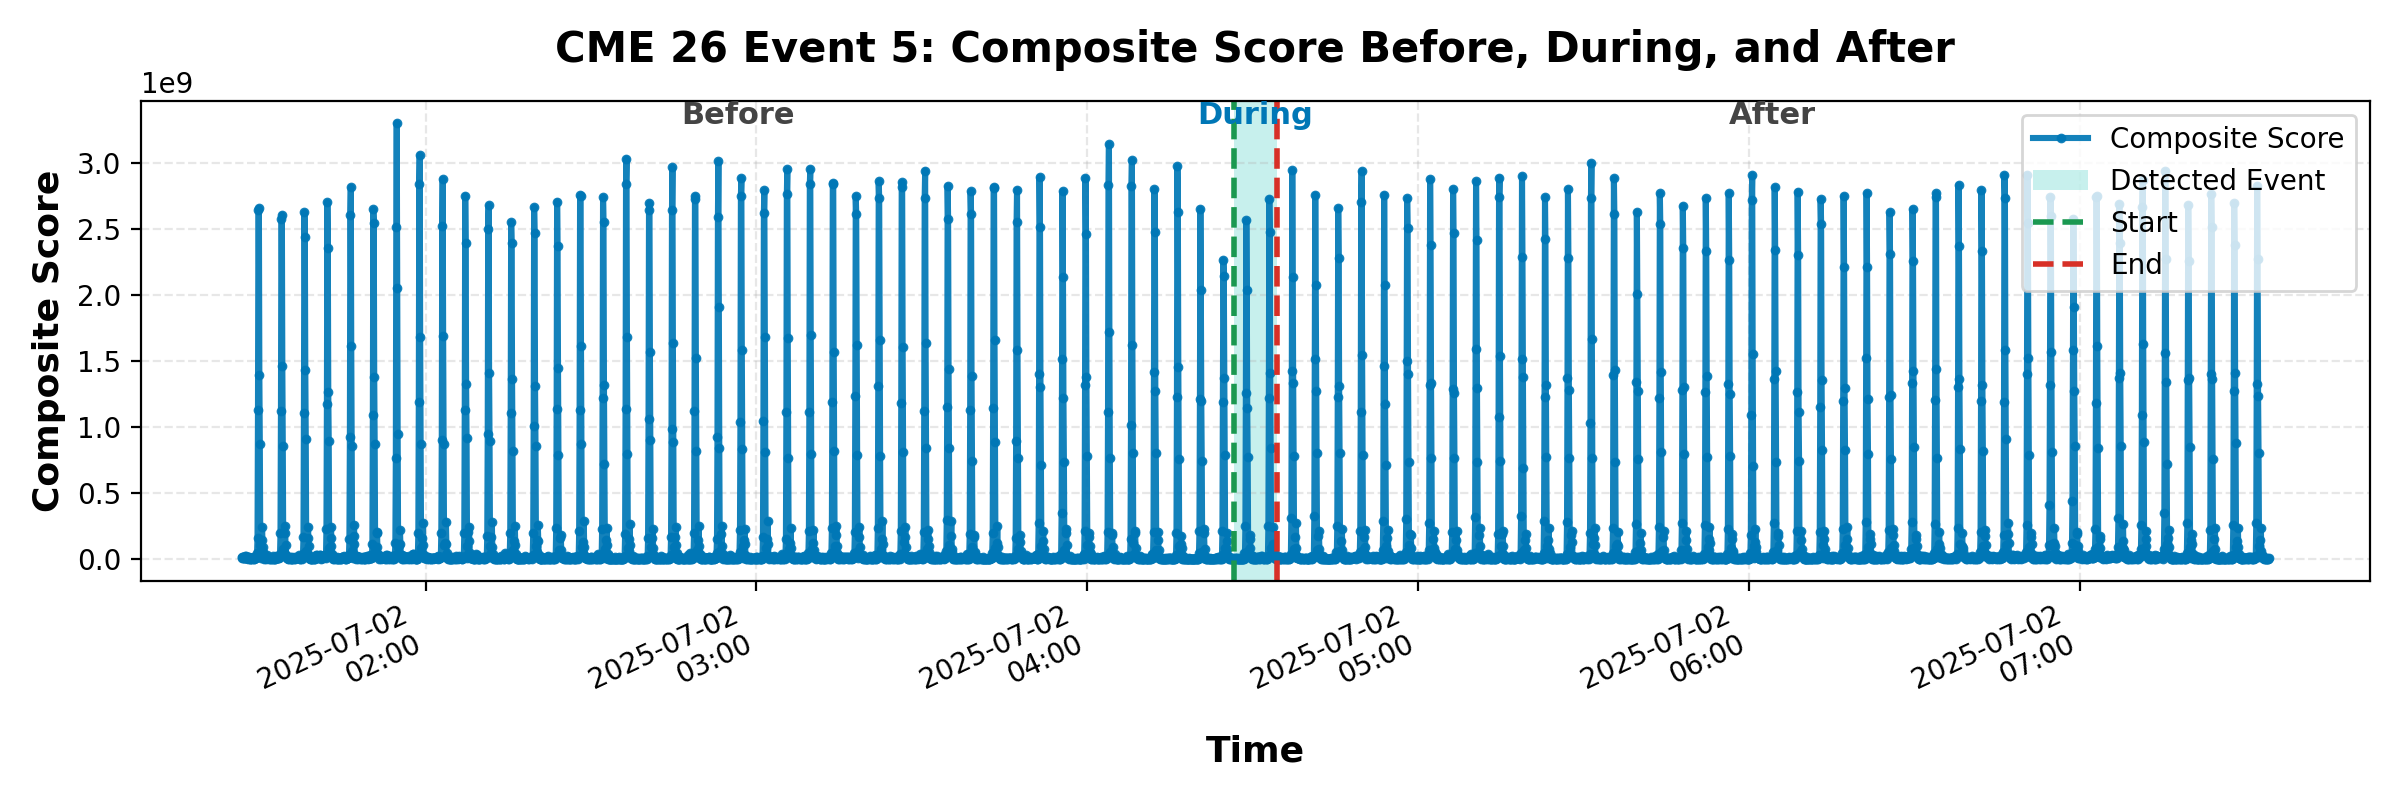 CME 26 Event 5: Composite Score Before, During, and After
1e9
Before
During
After
Composite Score
Detected Event
Start
End
3.0
2.5
2.0
1.5
1.0
0.5
0.0
Composite Score
2025-07-02
02:00
2025-07-02
03:00
2025-07-02
04:00
2025-07-02
05:00
2025-07-02
06:00
2025-07-02
07:00
Time